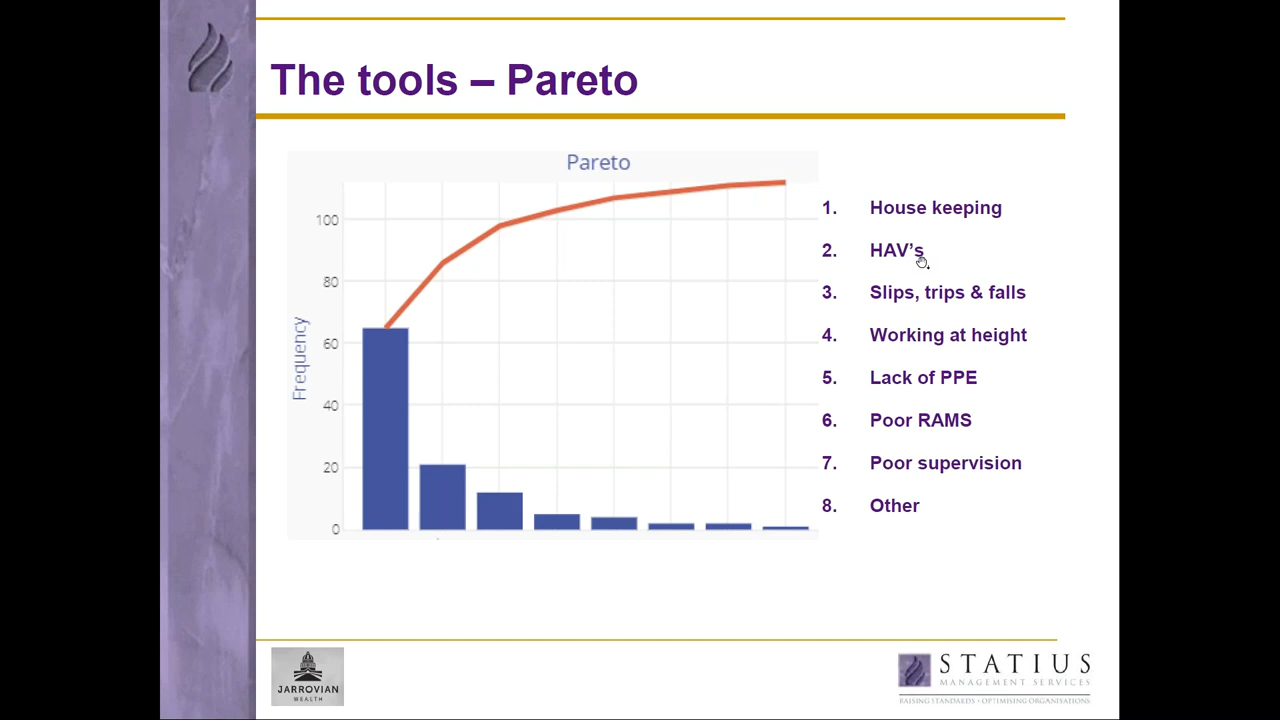 The tools – Pareto
Pareto
Frequency
100
80
60
40
20
0
1. House keeping
2. HAV's
3. Slips, trips & falls
4. Working at height
5. Lack of PPE
6. Poor RAMS
7. Poor supervision
8. Other
JARROVIAN
WEALTH
STATIUS
MANAGEMENT SERVICES
RAISING STANDARDS • OPTIMISING ORGANISATIONS